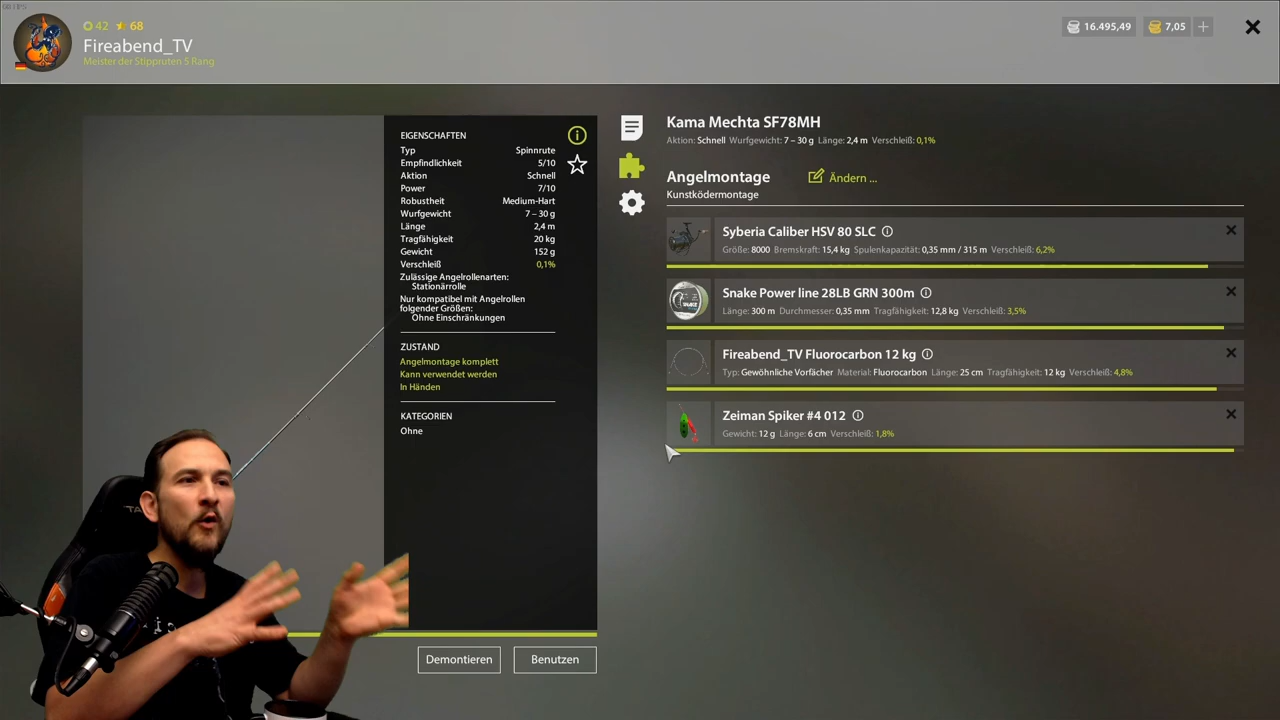 42 68
Fireabend_TV
Meister der Stippruten 5 Rang
16.495,49 7,05
EIGENSCHAFTEN
Typ Spinnrute
Empfindlichkeit 5/10
Aktion Schnell
Power 7/10
Robustheit Medium-Hart
Wurfgewicht 7 – 30 g
Länge 2,4 m
Tragfähigkeit 20 kg
Gewicht 152 g
Verschleiß 0,1%
Zulässige Angelrollenarten:
Stationärrolle
Nur kompatibel mit Angelrollen
folgender Größen:
Ohne Einschränkungen
ZUSTAND
Angelmontage komplett
Kann verwendet werden
In Händen
KATEGORIEN
Ohne
Demontieren Benutzen
Kama Mechta SF78MH
Aktion: Schnell Wurfgewicht: 7 – 30 g Länge: 2,4 m Verschleiß: 0,1%
Angelmontage Ändern ...
Kunstködermontage
Syberia Caliber HSV 80 SLC
Größe: 8000 Bremskraft: 15,4 kg Spulenkapazität: 0,35 mm / 315 m Verschleiß: 6,2%
Snake Power line 28LB GRN 300m
Länge: 300 m Durchmesser: 0,35 mm Tragfähigkeit: 12,8 kg Verschleiß: 3,5%
Fireabend_TV Fluorocarbon 12 kg
Typ: Gewöhnliche Vorfächer Material: Fluorocarbon Länge: 25 cm Tragfähigkeit: 12 kg Verschleiß: 4,8%
Zeiman Spiker #4 012
Gewicht: 12 g Länge: 6 cm Verschleiß: 1,8%